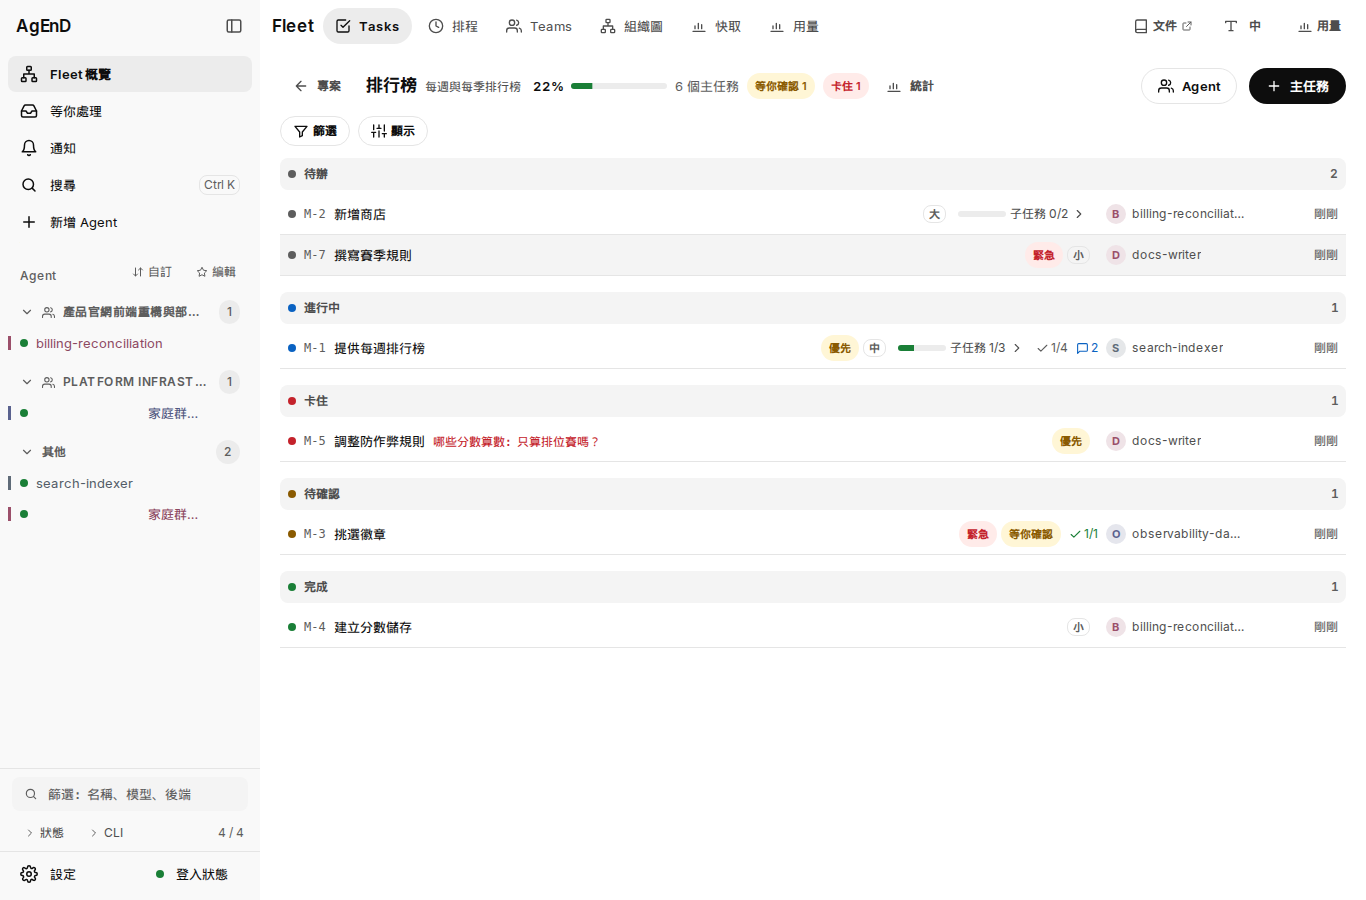 AgEnD
Fleet 概覽
等你處理
通知
搜尋 Ctrl K
新增 Agent
Agent 自訂 編輯
產品官網前端重構與部... 1
billing-reconciliation
PLATFORM INFRAST... 1
家庭群...
其他 2
search-indexer
家庭群...
篩選：名稱、模型、後端
狀態 CLI 4 / 4
設定 登入狀態
Fleet Tasks 排程 Teams 組織圖 快取 用量 文件 中 用量
專案 排行榜 每週與每季排行榜 22% 6 個主任務 等你確認 1 卡住 1 統計 Agent 主任務
篩選 顯示
待辦 2
M-2 新增商店 大 子任務 0/2 B billing-reconciliat... 剛剛
M-7 撰寫賽季規則 緊急 小 D docs-writer 剛剛
進行中 1
M-1 提供每週排行榜 優先 中 子任務 1/3 1/4 2 S search-indexer 剛剛
卡住 1
M-5 調整防作弊規則 哪些分數算數：只算排位賽嗎？ 優先 D docs-writer 剛剛
待確認 1
M-3 挑選徽章 緊急 等你確認 1/1 O observability-da... 剛剛
完成 1
M-4 建立分數儲存 小 B billing-reconciliat... 剛剛